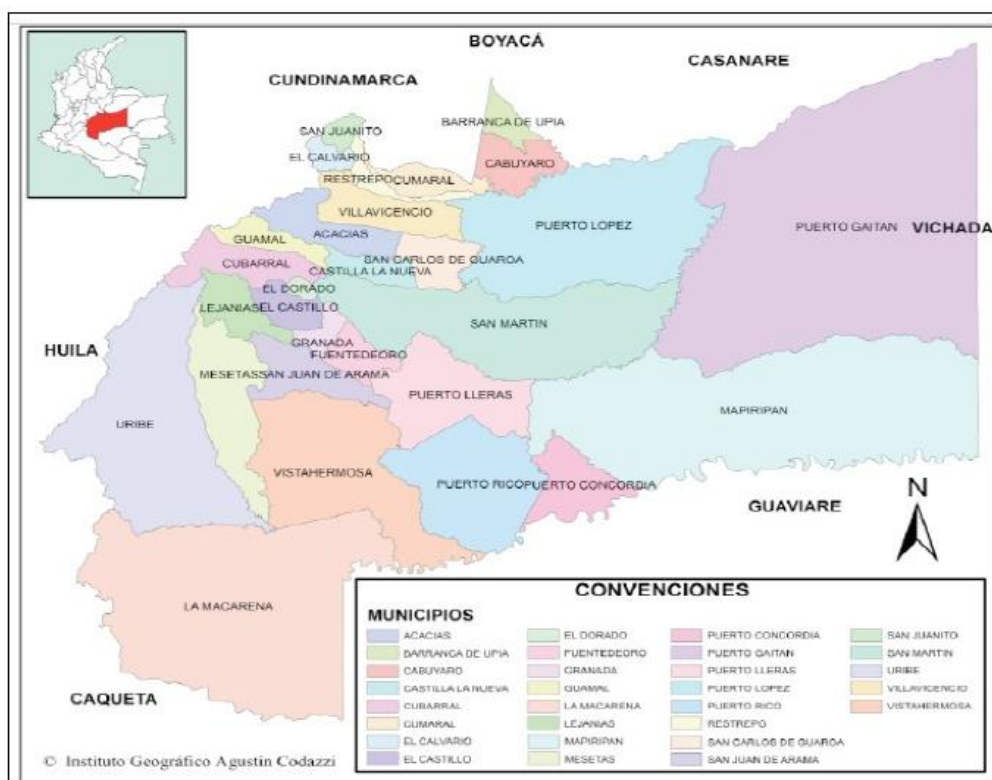 BOYACÁ
CASANARE
CUNDINAMARCA
BARRANCA DE UPIA
SAN JUANITO
EL CALVARIO
CABUYARO
RESTREPO
CUMARAL
VILLAVICENCIO
PUERTO LOPEZ
PUERTO GAITAN
VICHADA
ACACIAS
GUAMAL
SAN CARLOS DE GUAROA
CUBARRAL
CASTILLA LA NUEVA
EL DORADO
LEJANIAS
EL CASTILLO
SAN MARTIN
GRANADA
HUILA
FUENTEDEORO
MESETAS
SAN JUAN DE ARAMA
PUERTO LLERAS
MAPIRIPAN
URIBE
VISTAHERMOSA
PUERTO RICO
PUERTO CONCORDIA
GUAVIARE
N
LA MACARENA
CAQUETA
CONVENCIONES
MUNICIPIOS
ACACIAS
BARRANCA DE UPIA
CABUYARO
CASTILLA LA NUEVA
CUBARRAL
CUMARAL
EL CALVARIO
EL CASTILLO
EL DORADO
FUENTEDEORO
GRANADA
GUAMAL
LA MACARENA
LEJANIAS
MAPIRIPAN
MESETAS
PUERTO CONCORDIA
PUERTO GAITAN
PUERTO LLERAS
PUERTO LOPEZ
PUERTO RICO
RESTREPO
SAN CARLOS DE GUAROA
SAN JUAN DE ARAMA
SAN JUANITO
SAN MARTIN
URIBE
VILLAVICENCIO
VISTAHERMOSA
© Instituto Geográfico Agustin Codazzi